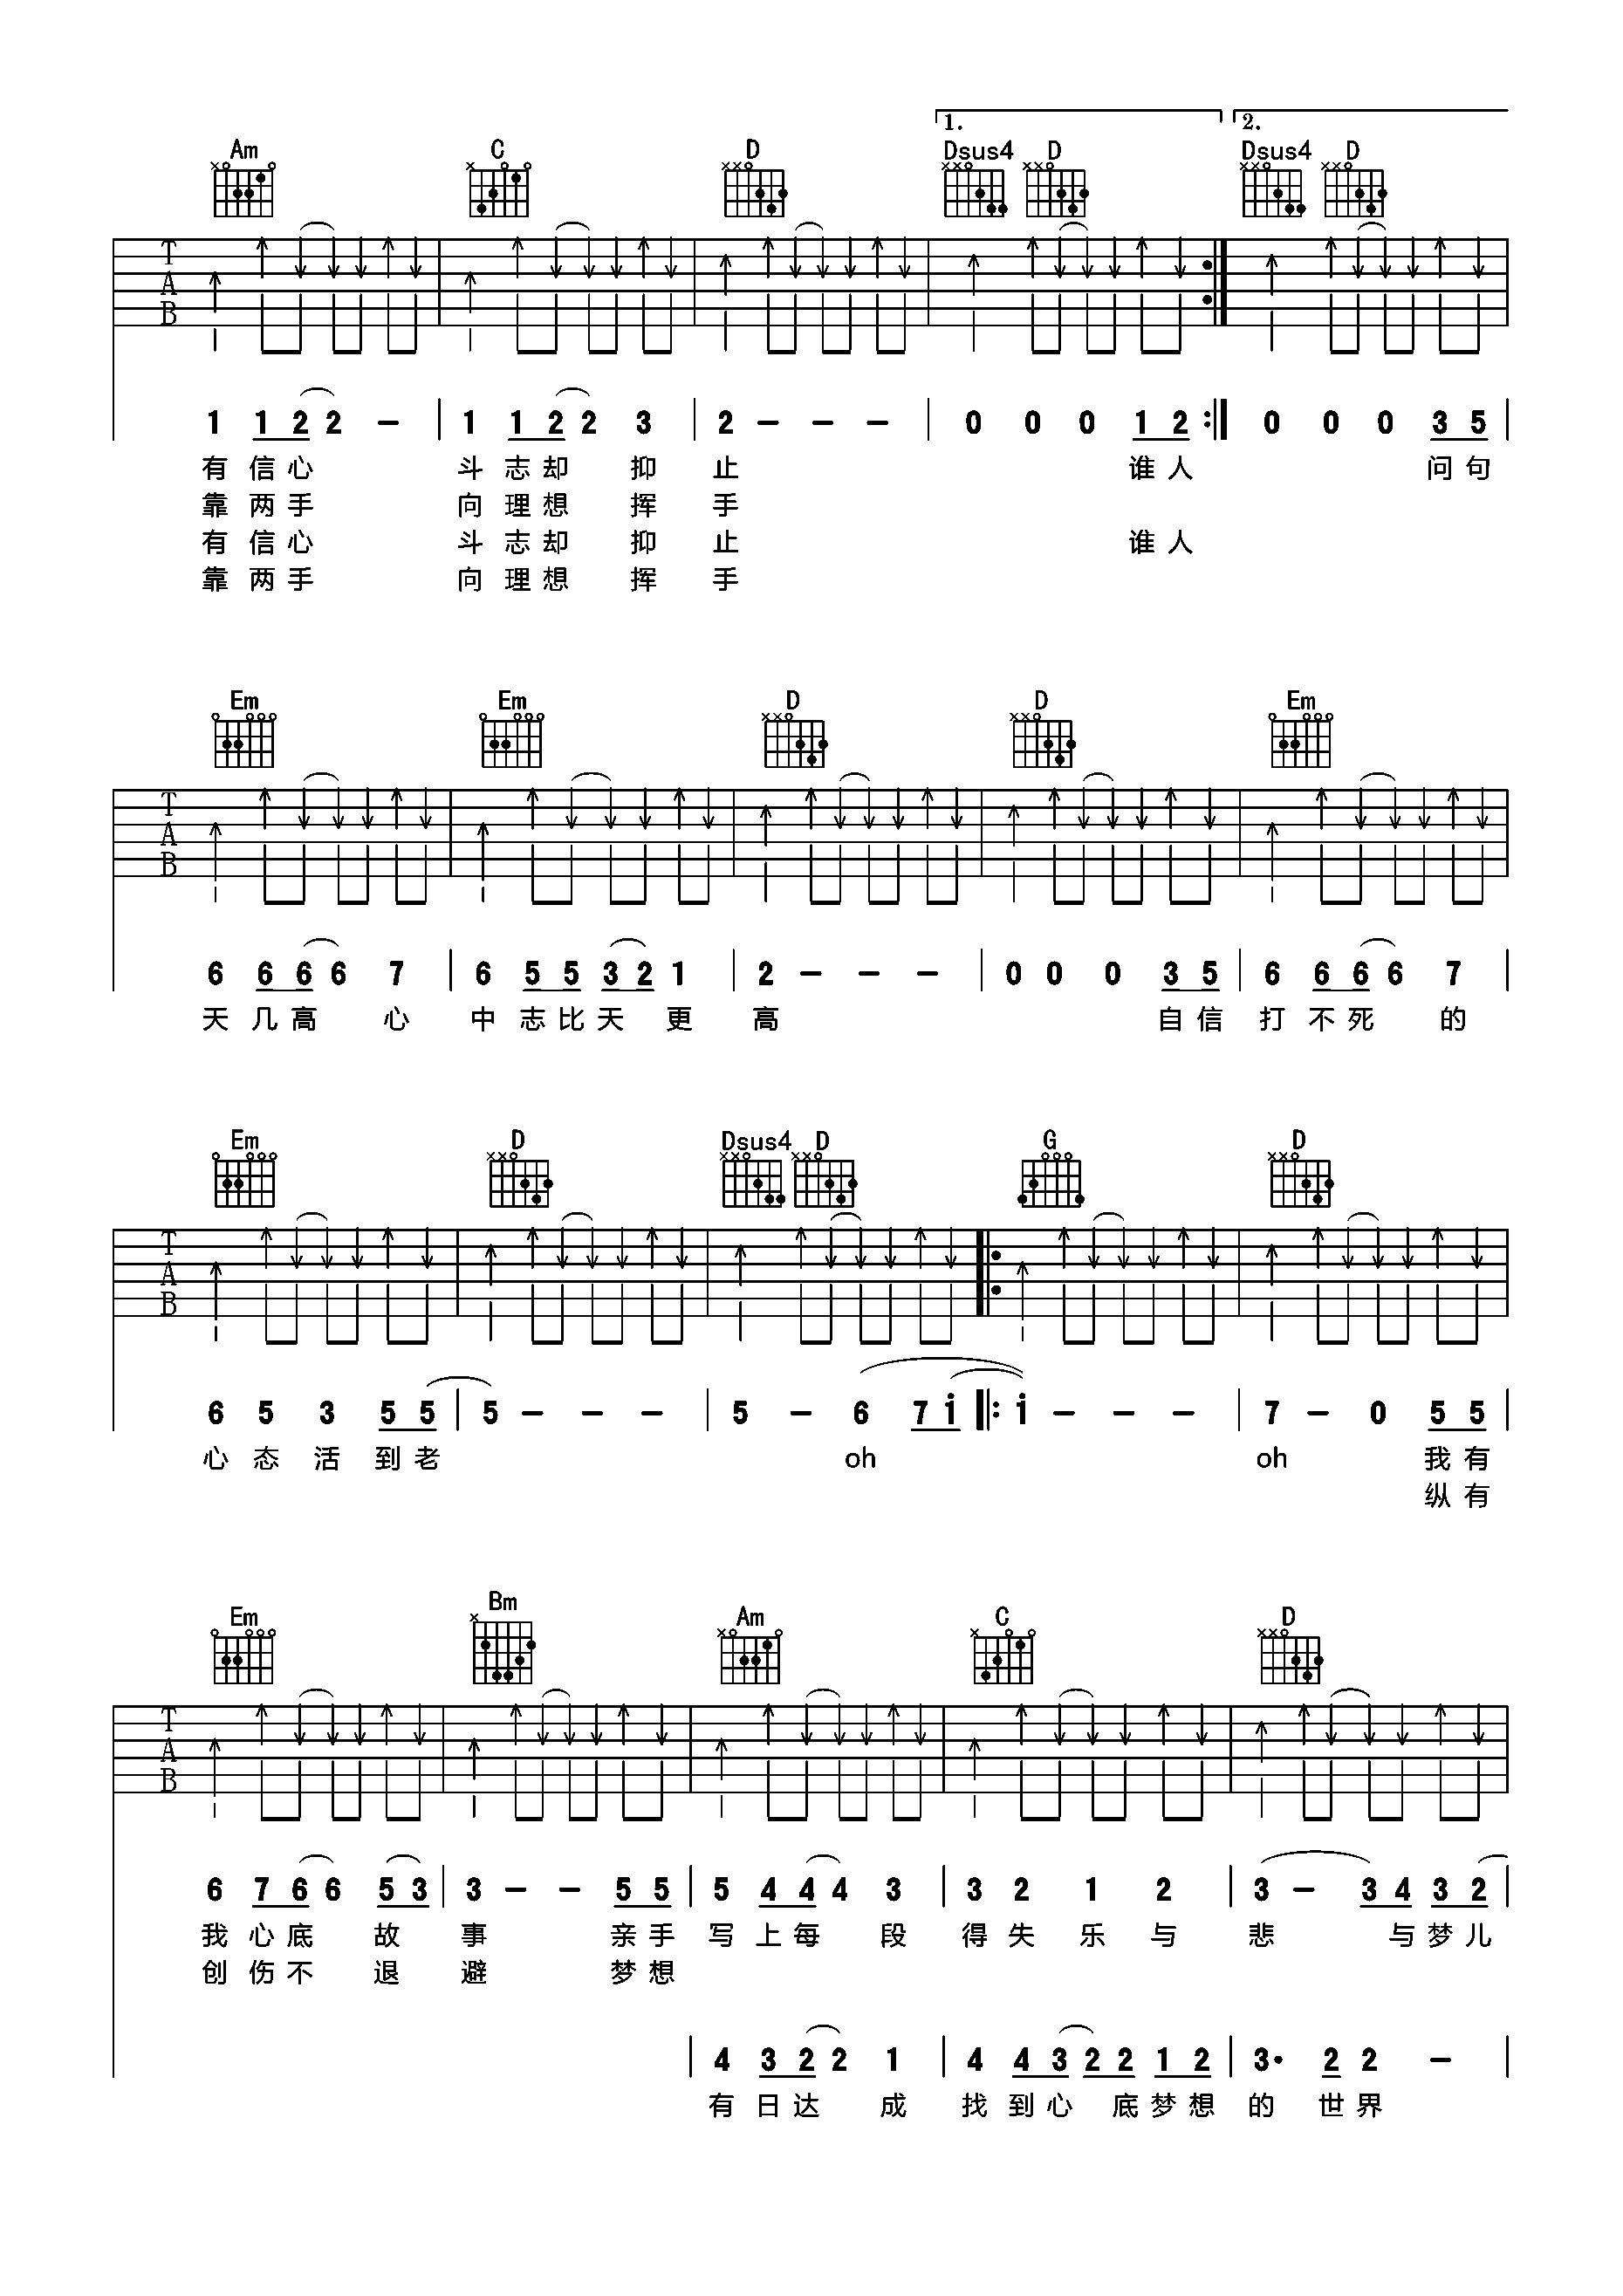 1. 2.
Am C D Dsus4 D Dsus4 D
T
A
B
1 1 2 2 - | 1 1 2 2 3 | 2 - - - | 0 0 0 1 2 :| 0 0 0 3 5 |
有信心 斗志却 抑 止 谁人 问句
靠两手 向理想 挥 手
有信心 斗志却 抑 止 谁人
靠两手 向理想 挥 手
Em Em D D Em
T
A
B
6 6 6 6 7 | 6 5 5 3 2 1 | 2 - - - | 0 0 0 3 5 | 6 6 6 6 7 |
天几高 心 中志比天更 高 自信 打不死 的
Em D Dsus4 D G D
T
A
B
6 5 3 5 5 | 5 - - - | 5 - 6 7 i |: i - - - | 7 - 0 5 5 |
心态活到老 oh oh 我有
纵有
Em Bm Am C D
T
A
B
6 7 6 6 5 3 | 3 - - 5 5 | 5 4 4 4 3 | 3 2 1 2 | 3 - 3 4 3 2 |
我心底 故 事 亲手 写上每 段 得失乐与 悲 与梦儿
创伤不 退 避 梦想
| 4 3 2 2 1 | 4 4 3 2 2 1 2 | 3· 2 2 - |
有日达 成 找到心 底梦想 的 世界